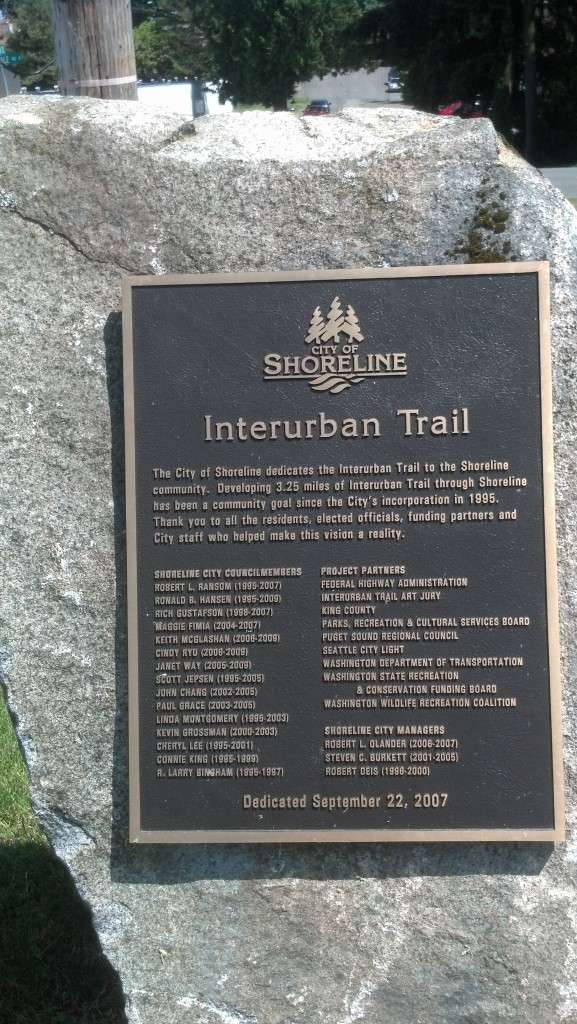 CITY OF
SHORELINE
Interurban Trail
The City of Shoreline dedicates the Interurban Trail to the Shoreline
community. Developing 3.25 miles of Interurban Trail through Shoreline
has been a community goal since the City's incorporation in 1995.
Thank you to all the residents, elected officials, funding partners and
City staff who helped make this vision a reality.
SHORELINE CITY COUNCILMEMBERS
ROBERT L. RANSOM (1995-2007)
RONALD B. HANSEN (1995-2009)
RICH GUSTAFSON (1998-2007)
MAGGIE FIMIA (2004-2007)
KEITH MCGLASHAN (2006-2009)
CINDY RYU (2006-2009)
JANET WAY (2005-2009)
SCOTT JEPSEN (1995-2005)
JOHN CHANG (2002-2005)
PAUL GRACE (2003-2005)
LINDA MONTGOMERY (1995-2003)
KEVIN GROSSMAN (2000-2003)
CHERYL LEE (1995-2001)
CONNIE KING (1995-1999)
R. LARRY BINGHAM (1995-1997)
PROJECT PARTNERS
FEDERAL HIGHWAY ADMINISTRATION
INTERURBAN TRAIL ART JURY
KING COUNTY
PARKS, RECREATION & CULTURAL SERVICES BOARD
PUGET SOUND REGIONAL COUNCIL
SEATTLE CITY LIGHT
WASHINGTON DEPARTMENT OF TRANSPORTATION
WASHINGTON STATE RECREATION
& CONSERVATION FUNDING BOARD
WASHINGTON WILDLIFE RECREATION COALITION
SHORELINE CITY MANAGERS
ROBERT L. OLANDER (2006-2007)
STEVEN C. BURKETT (2001-2005)
ROBERT DEIS (1996-2000)
Dedicated September 22, 2007